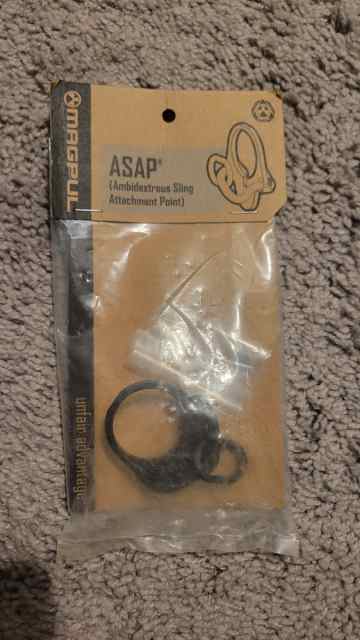 MAGPUL
ASAP®
(Ambidextrous Sling
Attachment Point)
unfair advantage